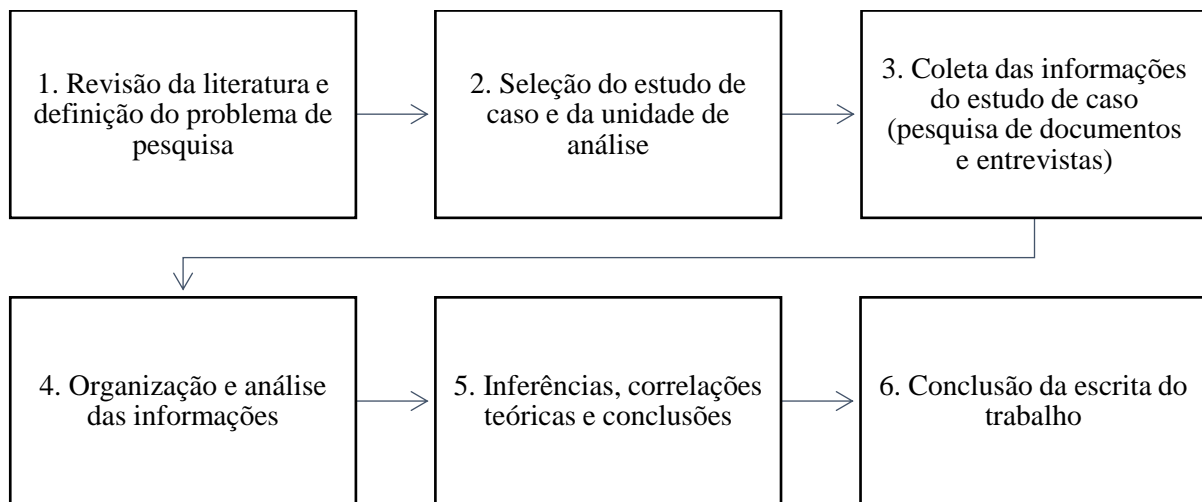 1. Revisão da literatura e
definição do problema de
pesquisa
2. Seleção do estudo de
caso e da unidade de
análise
3. Coleta das informações
do estudo de caso
(pesquisa de documentos
e entrevistas)
4. Organização e análise
das informações
5. Inferências, correlações
teóricas e conclusões
6. Conclusão da escrita do
trabalho